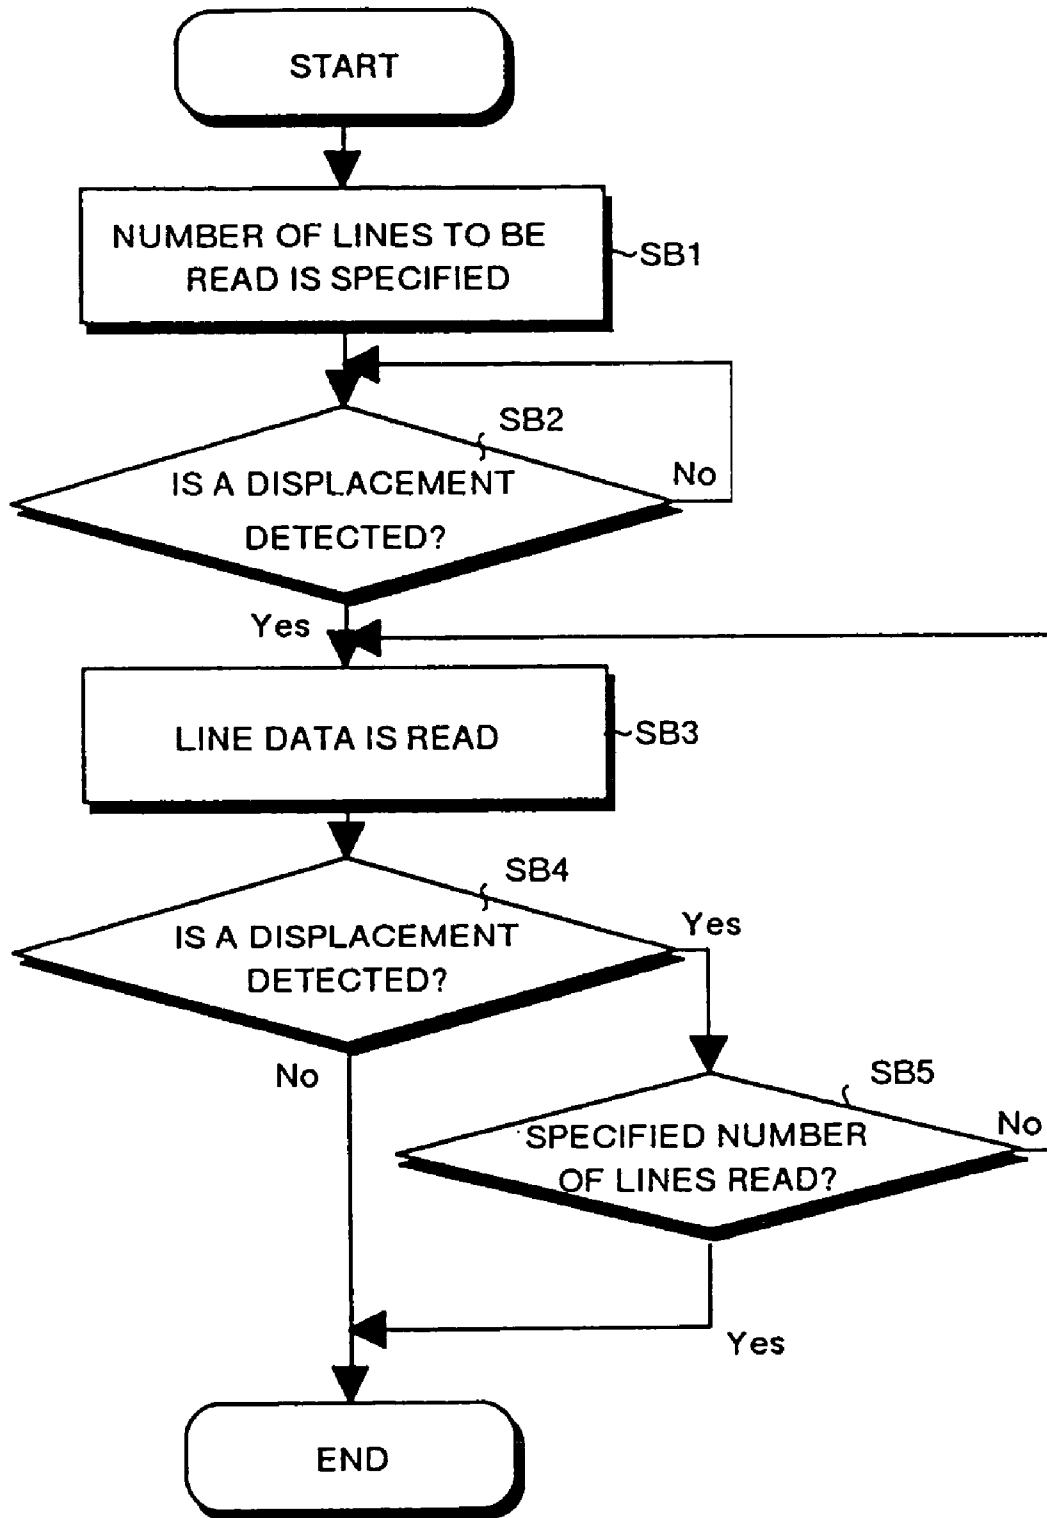 START
NUMBER OF LINES TO BE
READ IS SPECIFIED
SB1
SB2
IS A DISPLACEMENT
DETECTED?
No
Yes
LINE DATA IS READ
SB3
SB4
IS A DISPLACEMENT
DETECTED?
Yes
No
SB5
SPECIFIED NUMBER
OF LINES READ?
No
Yes
END